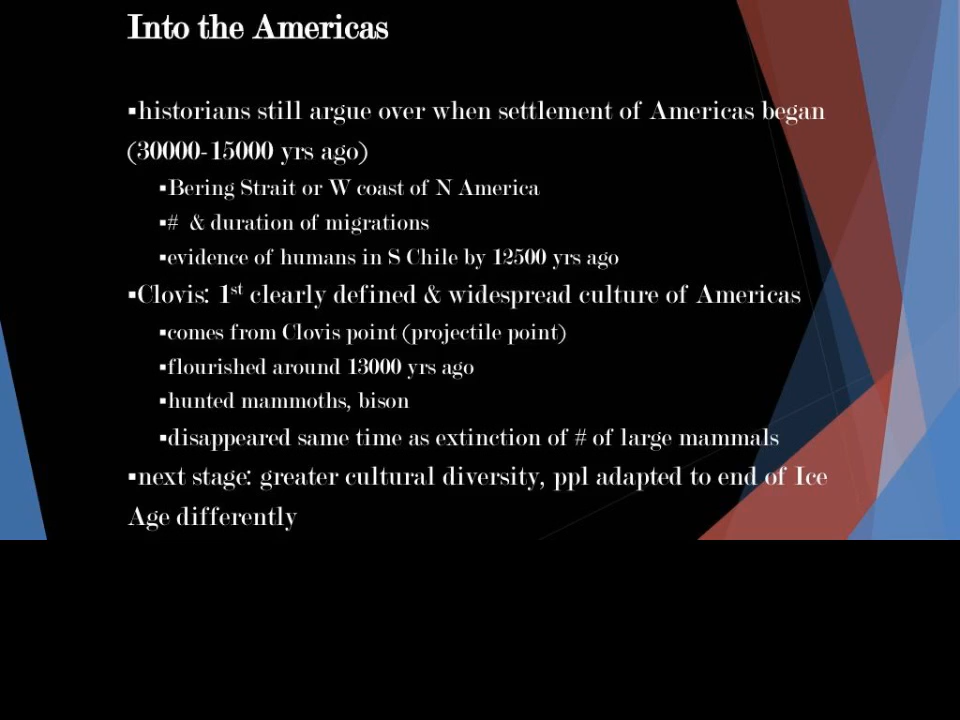 Into the Americas
▪historians still argue over when settlement of Americas began
(30000-15000 yrs ago)
▪Bering Strait or W coast of N America
▪# & duration of migrations
▪evidence of humans in S Chile by 12500 yrs ago
▪Clovis: 1st clearly defined & widespread culture of Americas
▪comes from Clovis point (projectile point)
▪flourished around 13000 yrs ago
▪hunted mammoths, bison
▪disappeared same time as extinction of # of large mammals
▪next stage: greater cultural diversity, ppl adapted to end of Ice
Age differently